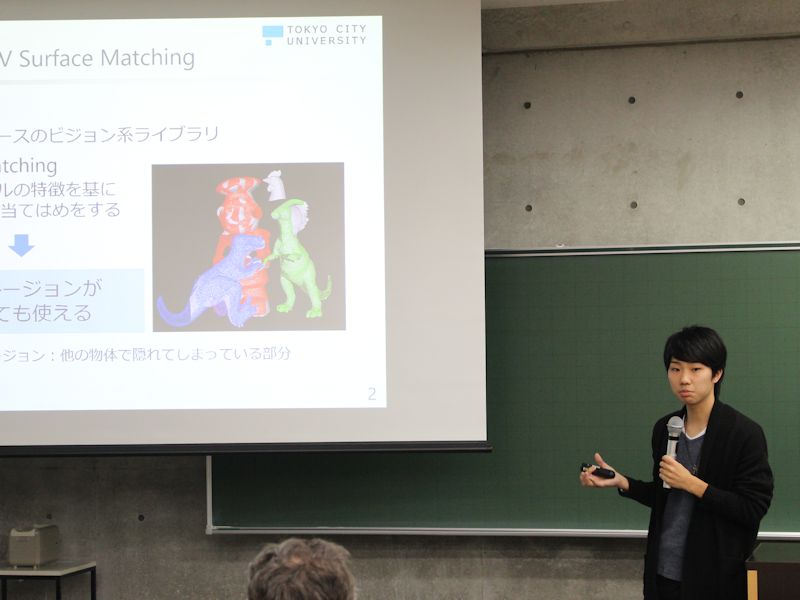 V Surface Matching
TOKYO CITY
UNIVERSITY
ースのビジョン系ライブラリ
tching
ルの特徴を基に
当てはめをする
ージョンが
ても使える
ージョン：他の物体で隠れてしまっている部分
2